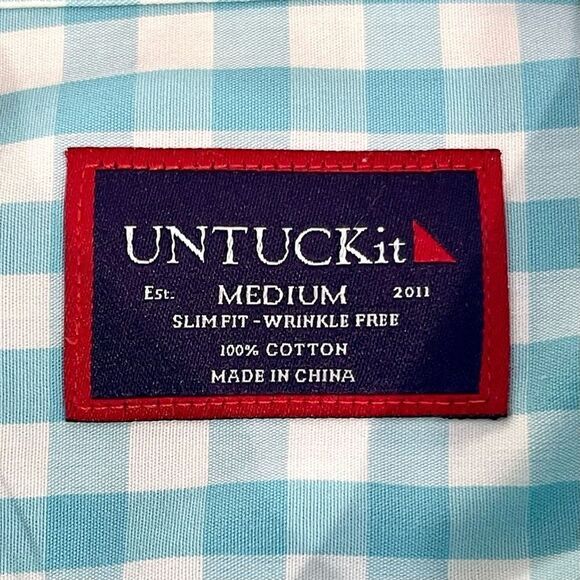 UNTUCKit
Est. MEDIUM 2011
SLIM FIT - WRINKLE FREE
100% COTTON
MADE IN CHINA